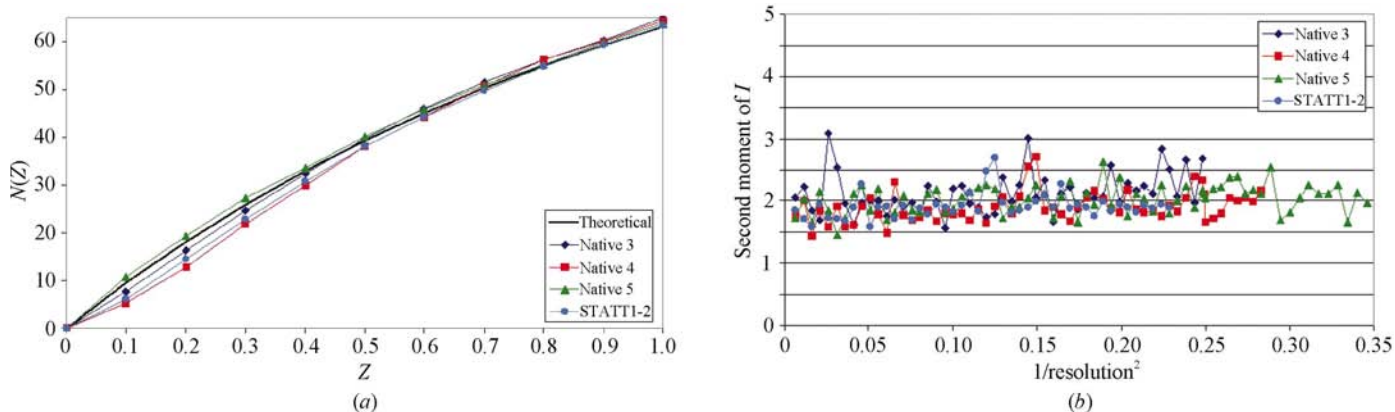 60
50
40
30
20
10
0
N(Z)
Theoretical
Native 3
Native 4
Native 5
STATT1-2
0 0.1 0.2 0.3 0.4 0.5 0.6 0.7 0.8 0.9 1.0
Z
(a)
5
4
3
2
1
0
Second moment of I
Native 3
Native 4
Native 5
STATT1-2
0 0.05 0.10 0.15 0.20 0.25 0.30 0.35
1/resolution²
(b)